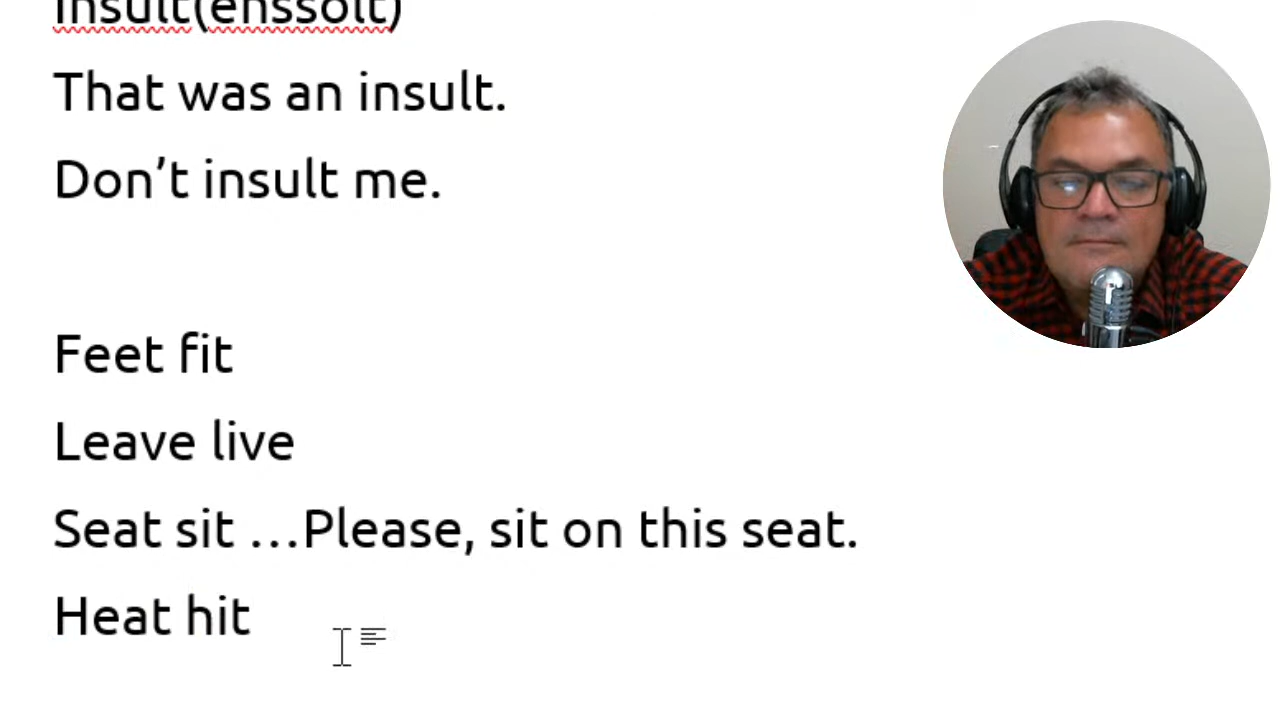 Insult(enssolt)
That was an insult.
Don’t insult me.
Feet fit
Leave live
Seat sit …Please, sit on this seat.
Heat hit